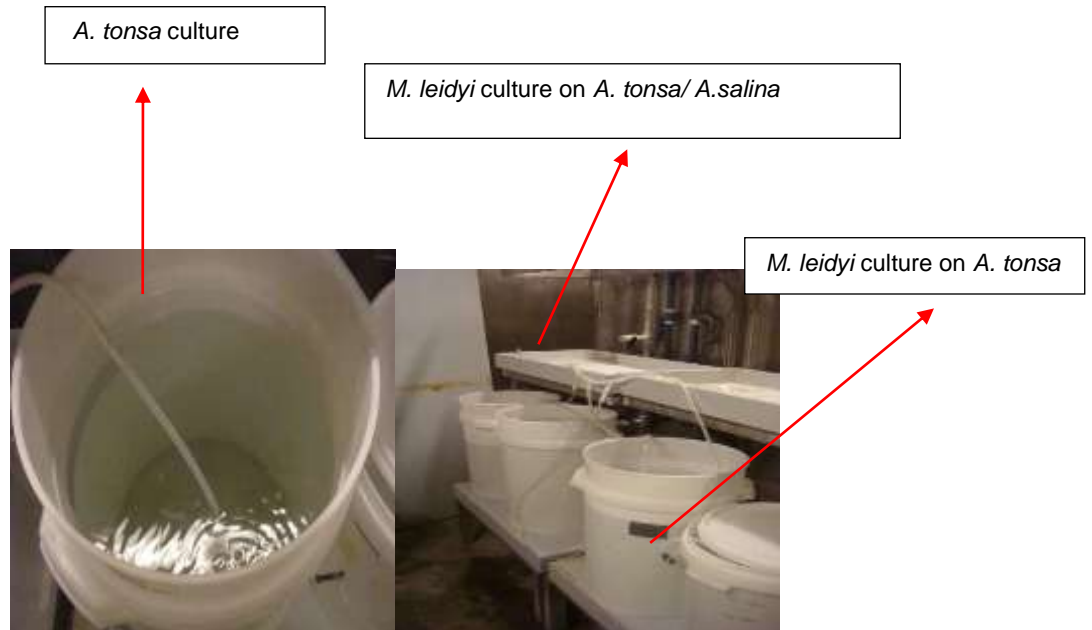 A. tonsa culture
M. leidyi culture on A. tonsa/ A.salina
M. leidyi culture on A. tonsa